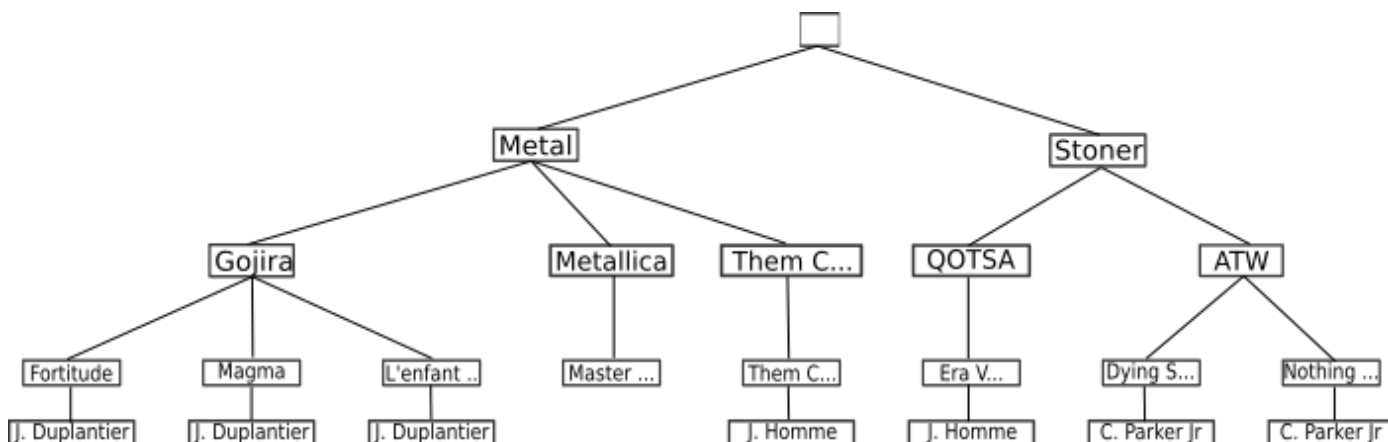 Metal
Stoner
Gojira
Metallica
Them C...
QOTSA
ATW
Fortitude
Magma
L'enfant ..
Master ...
Them C...
Era V...
Dying S...
Nothing ...
J. Duplantier
J. Duplantier
J. Duplantier
J. Homme
J. Homme
C. Parker Jr
C. Parker Jr